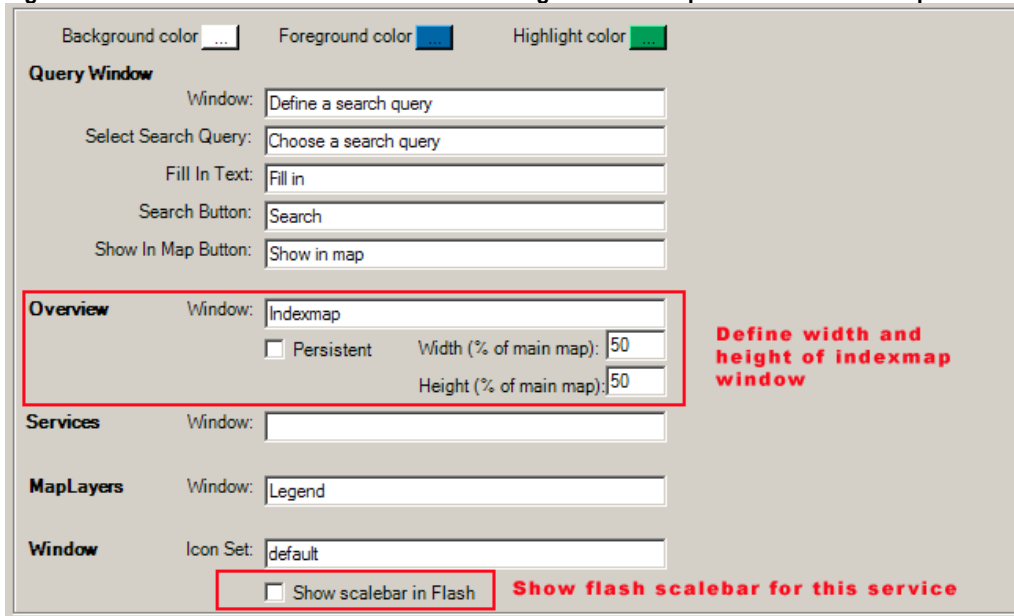 Background color ... Foreground color ... Highlight color ...
Query Window
Window: Define a search query
Select Search Query: Choose a search query
Fill In Text: Fill in
Search Button: Search
Show In Map Button: Show in map
Overview Window: Indexmap
Persistent Width (% of main map): 50
Height (% of main map): 50
Define width and
height of indexmap
window
Services Window:
MapLayers Window: Legend
Window Icon Set: default
Show scalebar in Flash
Show flash scalebar for this service